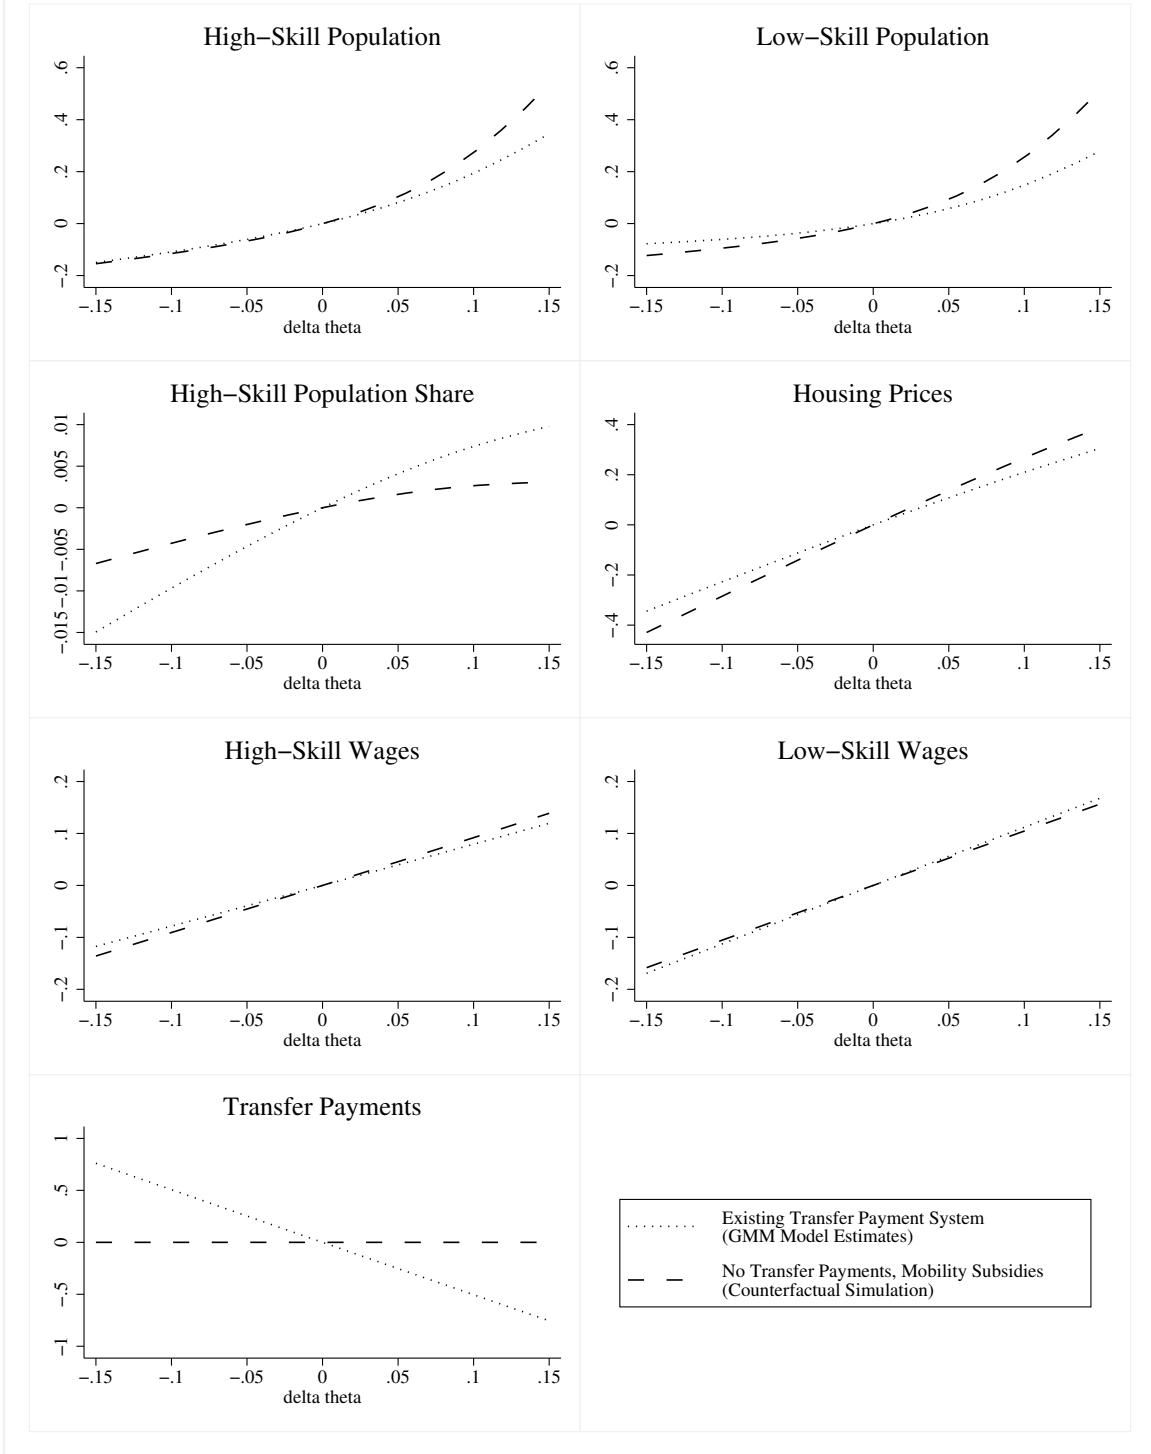 High−Skill Population
.6
.4
.2
0
−.2
−.15 −.1 −.05 0 .05 .1 .15
delta theta
Low−Skill Population
.6
.4
.2
0
−.2
−.15 −.1 −.05 0 .05 .1 .15
delta theta
High−Skill Population Share
.01
.005
0
−.005
−.01
−.015
−.15 −.1 −.05 0 .05 .1 .15
delta theta
Housing Prices
.4
.2
0
−.2
−.4
−.15 −.1 −.05 0 .05 .1 .15
delta theta
High−Skill Wages
.2
.1
0
−.1
−.2
−.15 −.1 −.05 0 .05 .1 .15
delta theta
Low−Skill Wages
.2
.1
0
−.1
−.2
−.15 −.1 −.05 0 .05 .1 .15
delta theta
Transfer Payments
1
.5
0
−.5
−1
−.15 −.1 −.05 0 .05 .1 .15
delta theta
Existing Transfer Payment System
(GMM Model Estimates)
No Transfer Payments, Mobility Subsidies
(Counterfactual Simulation)